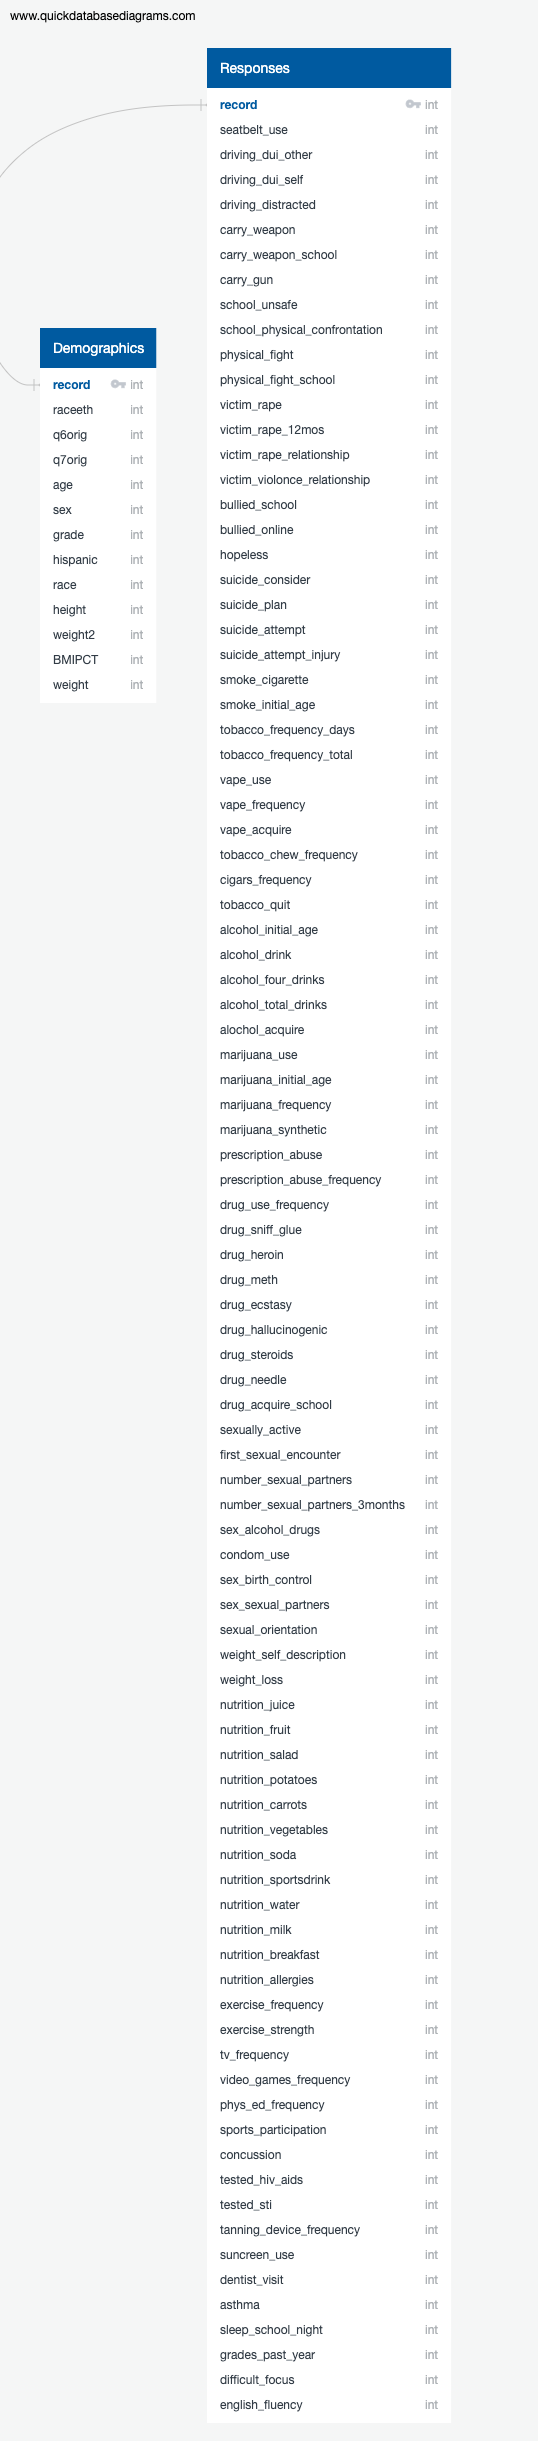 www.quickdatabasediagrams.com
Responses
record int
seatbelt_use int
driving_dui_other int
driving_dui_self int
driving_distracted int
carry_weapon int
carry_weapon_school int
carry_gun int
school_unsafe int
school_physical_confrontation int
physical_fight int
physical_fight_school int
victim_rape int
victim_rape_12mos int
victim_rape_relationship int
victim_violonce_relationship int
bullied_school int
bullied_online int
hopeless int
suicide_consider int
suicide_plan int
suicide_attempt int
suicide_attempt_injury int
smoke_cigarette int
smoke_initial_age int
tobacco_frequency_days int
tobacco_frequency_total int
vape_use int
vape_frequency int
vape_acquire int
tobacco_chew_frequency int
cigars_frequency int
tobacco_quit int
alcohol_initial_age int
alcohol_drink int
alcohol_four_drinks int
alcohol_total_drinks int
alochol_acquire int
marijuana_use int
marijuana_initial_age int
marijuana_frequency int
marijuana_synthetic int
prescription_abuse int
prescription_abuse_frequency int
drug_use_frequency int
drug_sniff_glue int
drug_heroin int
drug_meth int
drug_ecstasy int
drug_hallucinogenic int
drug_steroids int
drug_needle int
drug_acquire_school int
sexually_active int
first_sexual_encounter int
number_sexual_partners int
number_sexual_partners_3months int
sex_alcohol_drugs int
condom_use int
sex_birth_control int
sex_sexual_partners int
sexual_orientation int
weight_self_description int
weight_loss int
nutrition_juice int
nutrition_fruit int
nutrition_salad int
nutrition_potatoes int
nutrition_carrots int
nutrition_vegetables int
nutrition_soda int
nutrition_sportsdrink int
nutrition_water int
nutrition_milk int
nutrition_breakfast int
nutrition_allergies int
exercise_frequency int
exercise_strength int
tv_frequency int
video_games_frequency int
phys_ed_frequency int
sports_participation int
concussion int
tested_hiv_aids int
tested_sti int
tanning_device_frequency int
suncreen_use int
dentist_visit int
asthma int
sleep_school_night int
grades_past_year int
difficult_focus int
english_fluency int
Demographics
record int
raceeth int
q6orig int
q7orig int
age int
sex int
grade int
hispanic int
race int
height int
weight2 int
BMIPCT int
weight int